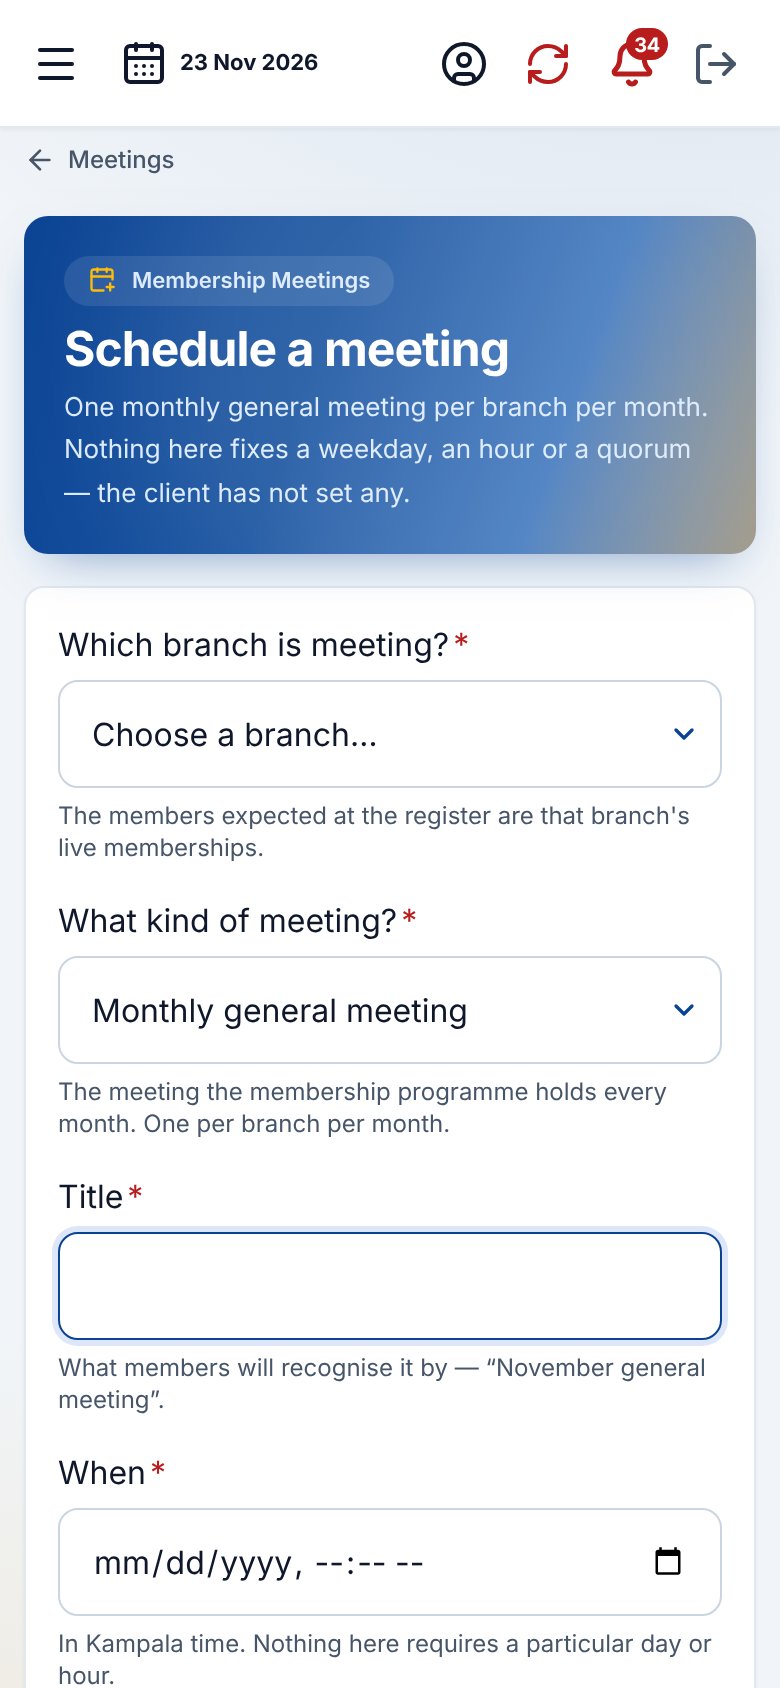 23 Nov 2026
34
Meetings
Membership Meetings
Schedule a meeting
One monthly general meeting per branch per month.
Nothing here fixes a weekday, an hour or a quorum
— the client has not set any.
Which branch is meeting?*
Choose a branch...
The members expected at the register are that branch's
live memberships.
What kind of meeting?*
Monthly general meeting
The meeting the membership programme holds every
month. One per branch per month.
Title*
What members will recognise it by — “November general
meeting”.
When*
mm/dd/yyyy, --:-- --
In Kampala time. Nothing here requires a particular day or
hour.